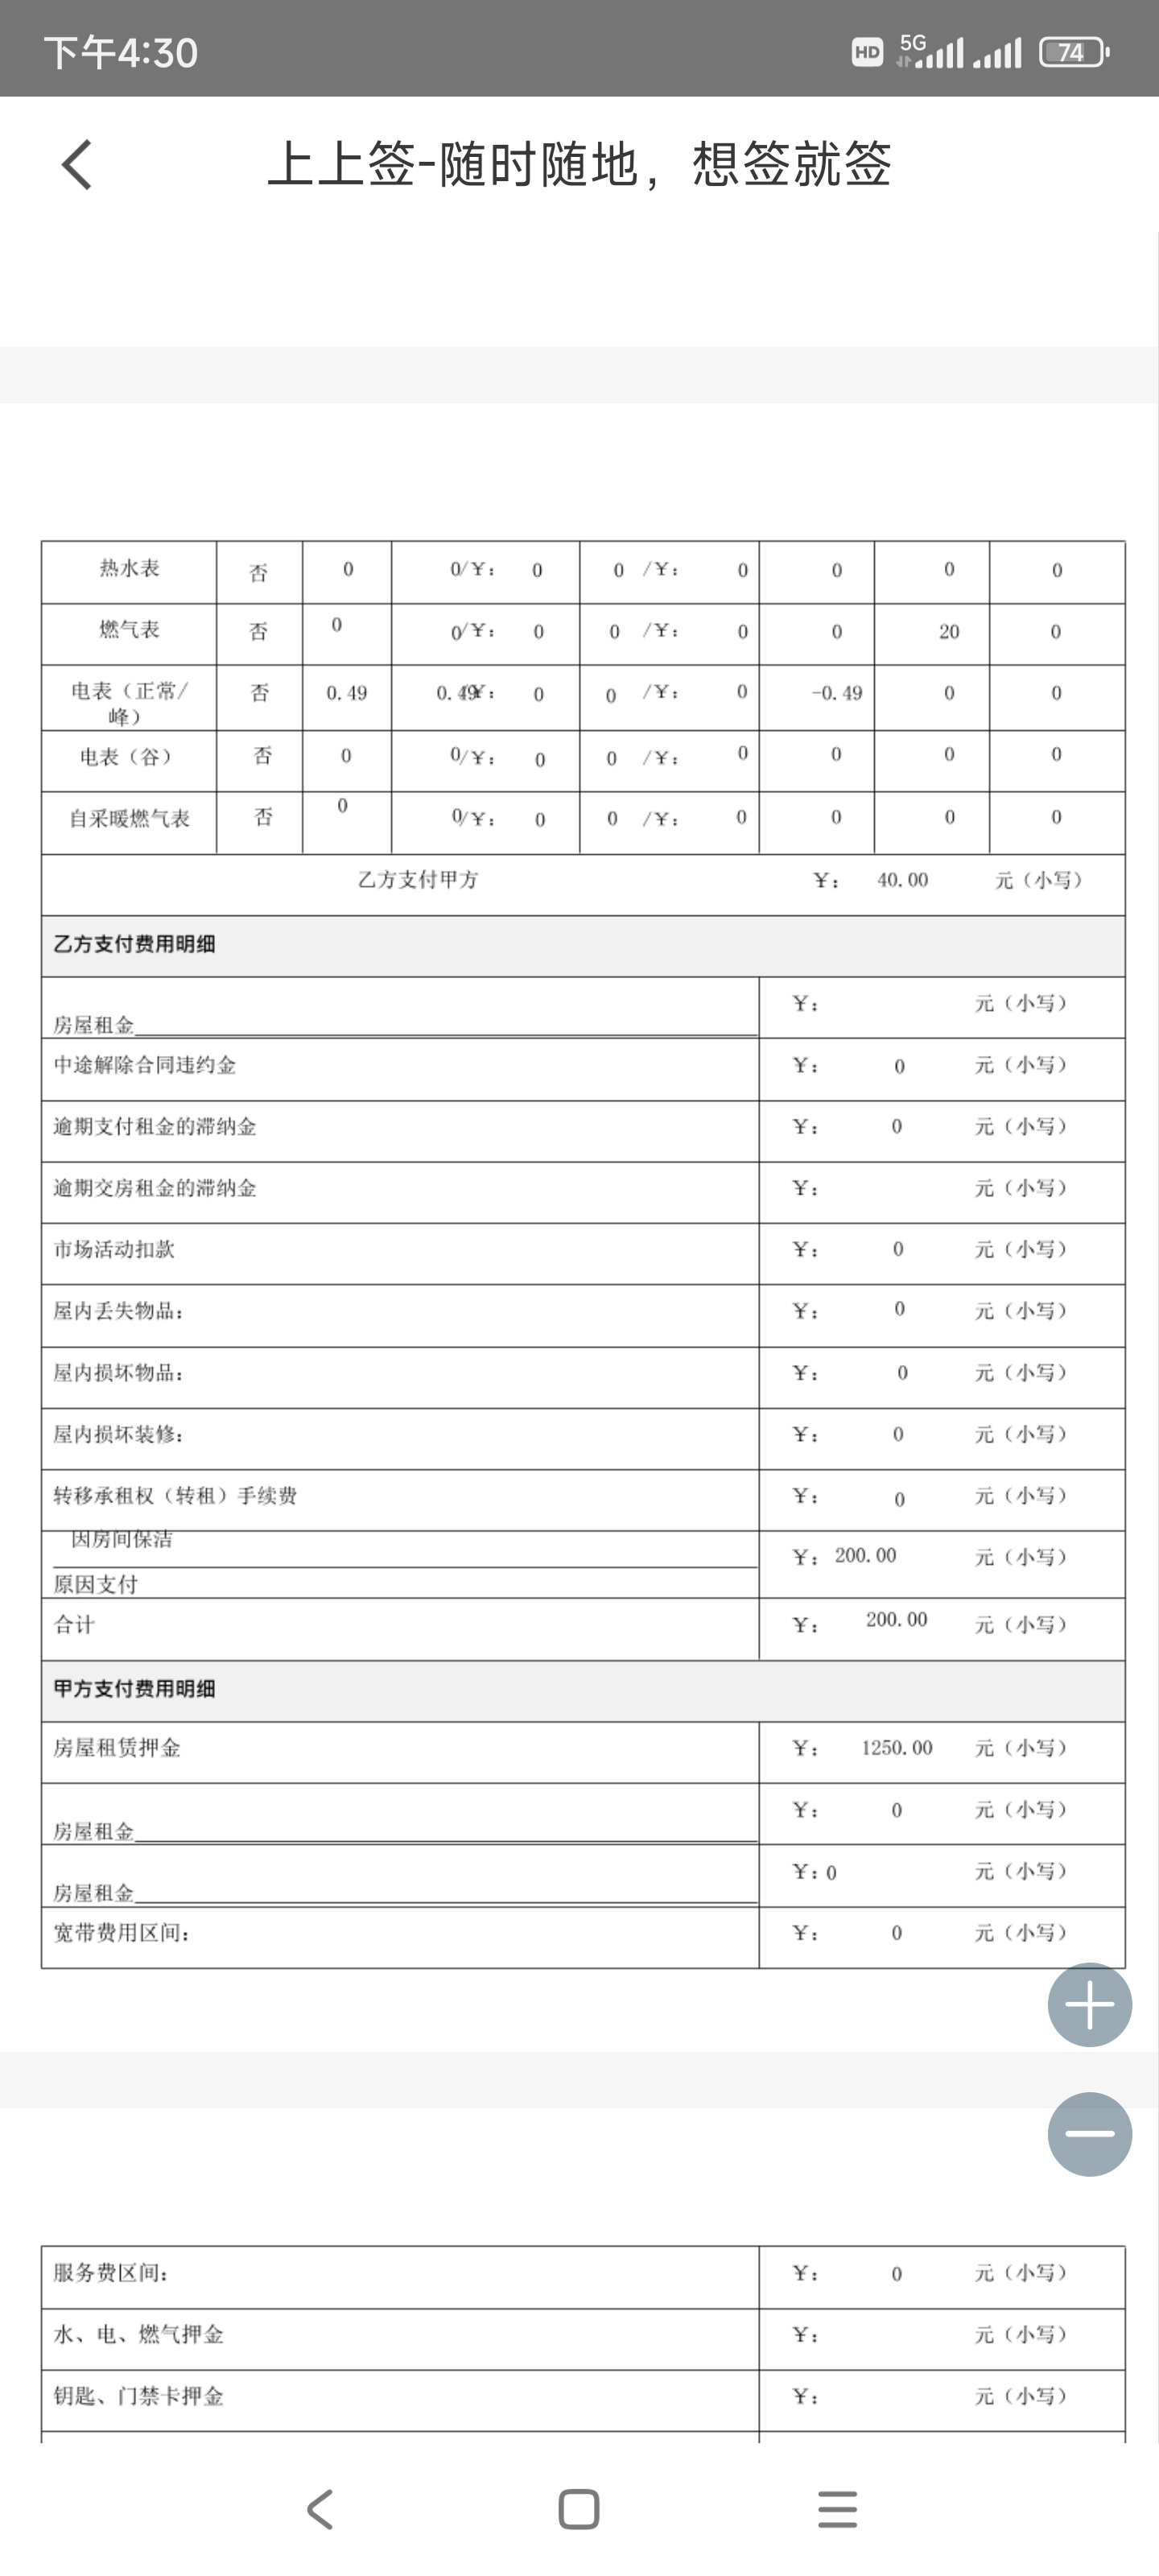 下午4:30 HD 5G 74
上上签-随时随地，想签就签
热水表 否 0 0/¥： 0 0 /¥： 0 0 0 0
燃气表 否 0 0/¥： 0 0 /¥： 0 0 20 0
电表（正常/峰） 否 0.49 0.49/¥： 0 0 /¥： 0 -0.49 0 0
电表（谷） 否 0 0/¥： 0 0 /¥： 0 0 0 0
自采暖燃气表 否 0 0/¥： 0 0 /¥： 0 0 0 0
乙方支付甲方 ¥： 40.00 元（小写）
乙方支付费用明细
房屋租金 ¥： 元（小写）
中途解除合同违约金 ¥： 0 元（小写）
逾期支付租金的滞纳金 ¥： 0 元（小写）
逾期交房租金的滞纳金 ¥： 元（小写）
市场活动扣款 ¥： 0 元（小写）
屋内丢失物品： ¥： 0 元（小写）
屋内损坏物品： ¥： 0 元（小写）
屋内损坏装修： ¥： 0 元（小写）
转移承租权（转租）手续费 ¥： 0 元（小写）
因房间保洁
原因支付 ¥：200.00 元（小写）
合计 ¥： 200.00 元（小写）
甲方支付费用明细
房屋租赁押金 ¥： 1250.00 元（小写）
房屋租金 ¥： 0 元（小写）
房屋租金 ¥：0 元（小写）
宽带费用区间： ¥： 0 元（小写）
服务费区间： ¥： 0 元（小写）
水、电、燃气押金 ¥： 元（小写）
钥匙、门禁卡押金 ¥： 元（小写）